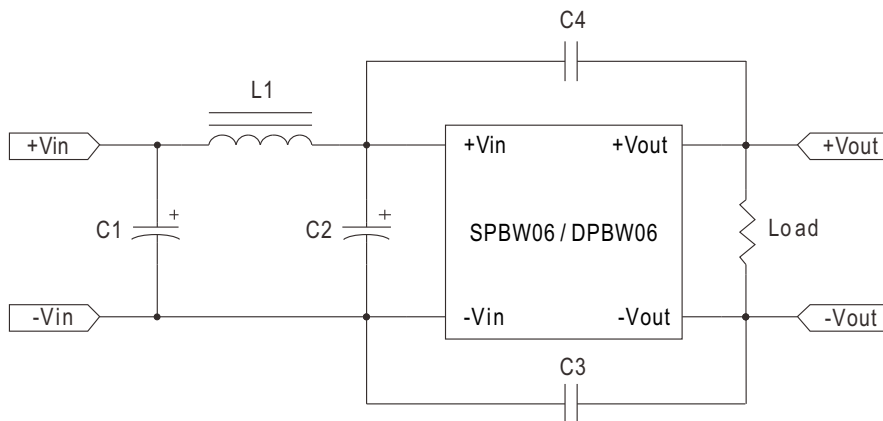 C4
L1
+Vin
+Vin
+Vout
+Vout
C1
+
C2
+
SPBW06 / DPBW06
Load
-Vin
-Vin
-Vout
-Vout
C3